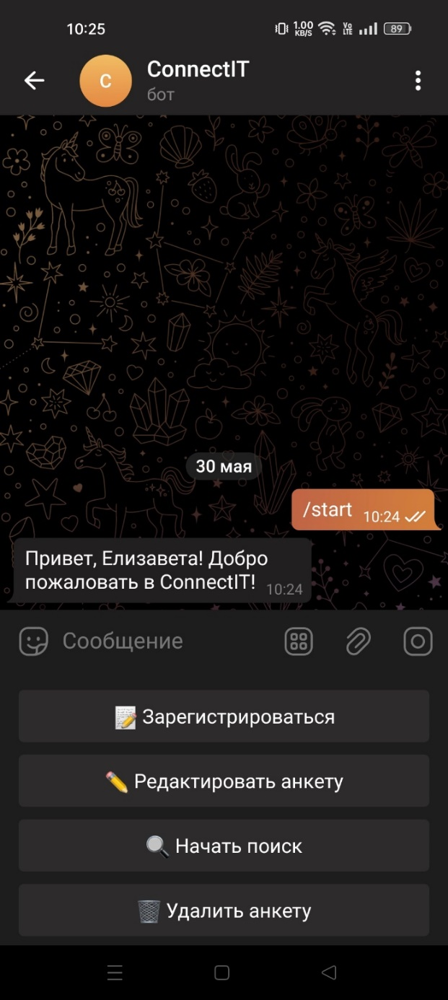 10:25
1.00 KB/S Vo LTE 89
C
ConnectIT
бот
30 мая
/start 10:24
Привет, Елизавета! Добро
пожаловать в ConnectIT! 10:24
Сообщение
Зарегистрироваться
Редактировать анкету
Начать поиск
Удалить анкету